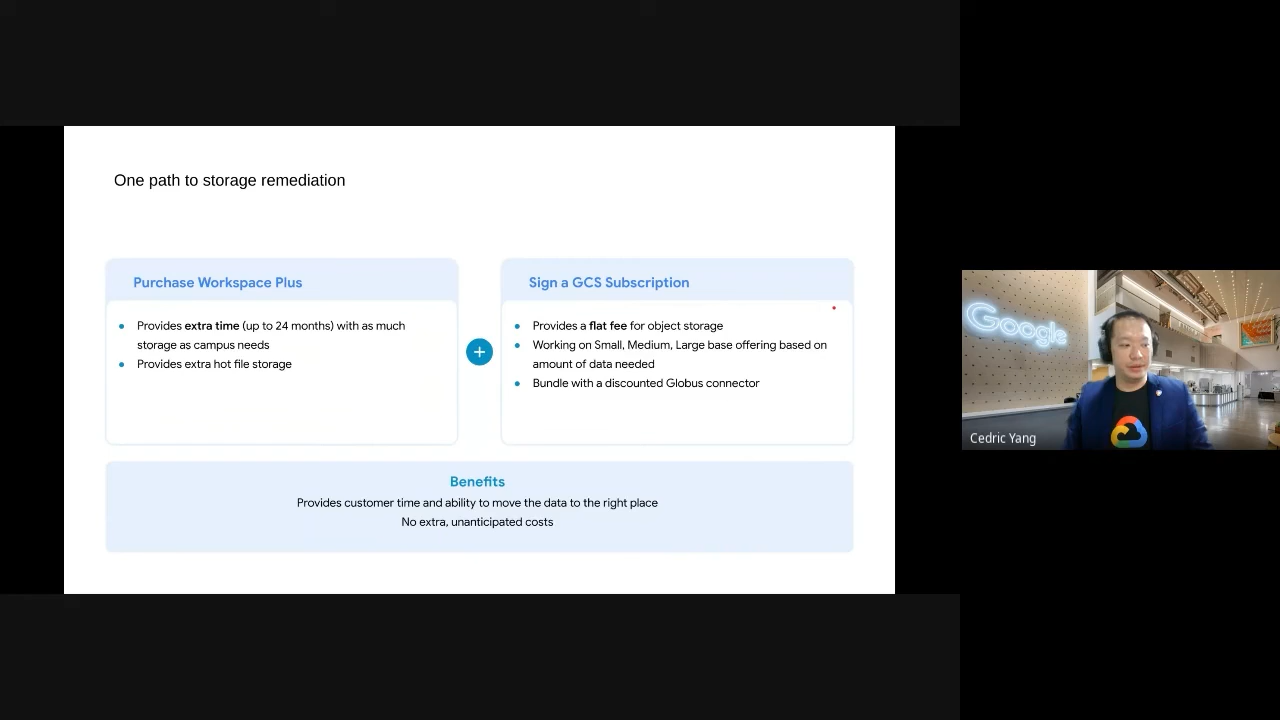 One path to storage remediation
Purchase Workspace Plus
Provides extra time (up to 24 months) with as much
storage as campus needs
Provides extra hot file storage
+
Sign a GCS Subscription
Provides a flat fee for object storage
Working on Small, Medium, Large base offering based on
amount of data needed
Bundle with a discounted Globus connector
Benefits
Provides customer time and ability to move the data to the right place
No extra, unanticipated costs
Google
Cedric Yang